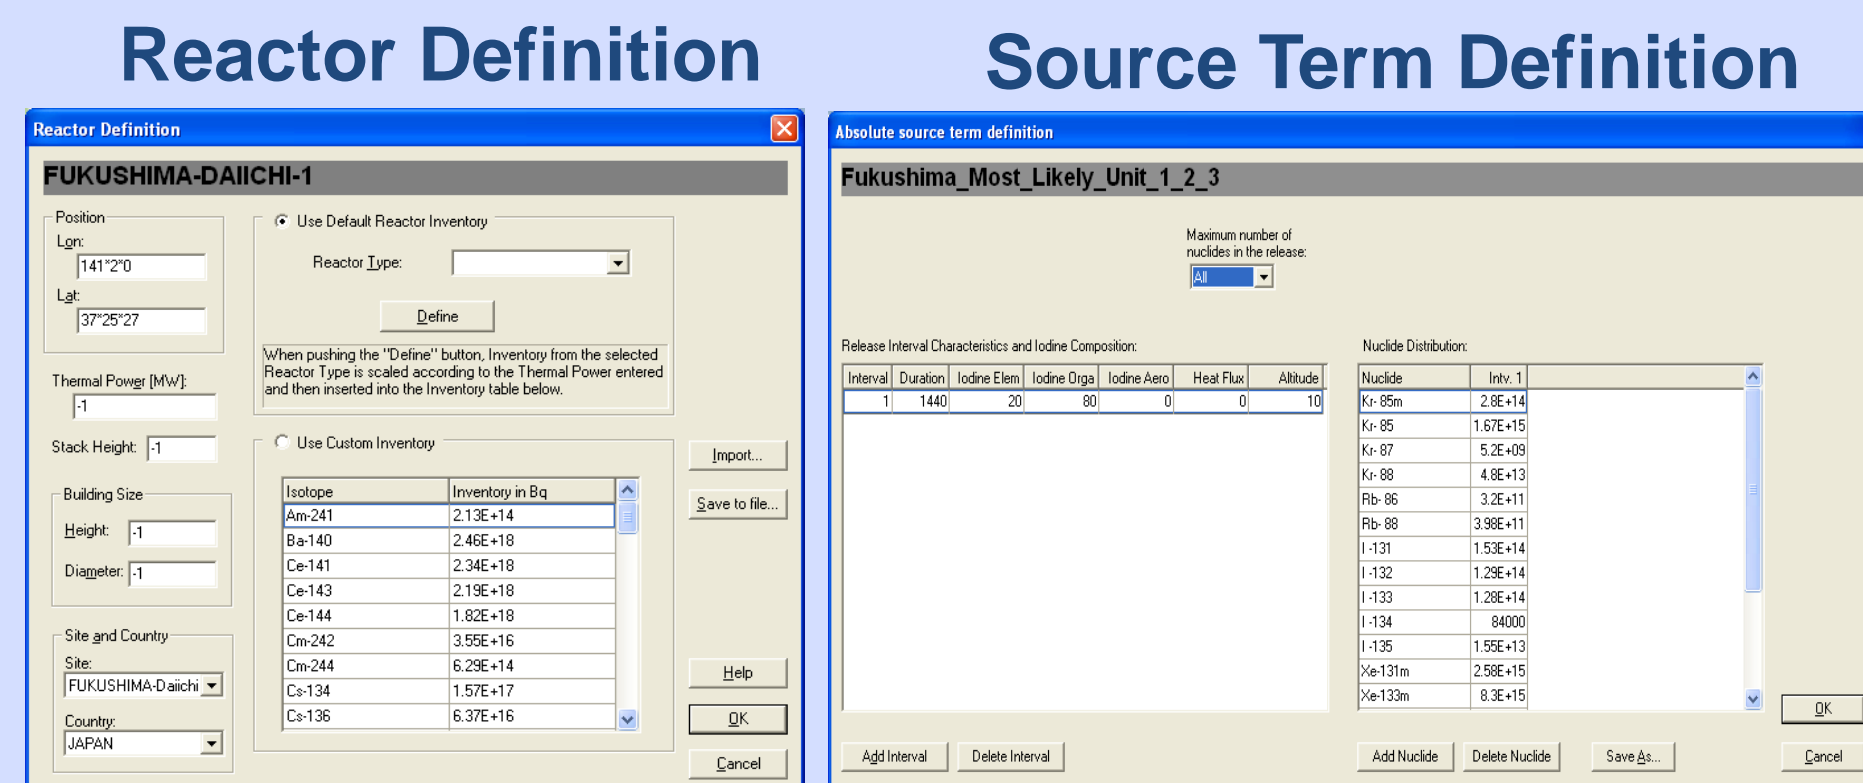 Reactor Definition
Source Term Definition
Reactor Definition
FUKUSHIMA-DAIICHI-1
Position
Lon:
141*2*0
Lat:
37*25*27
Thermal Power [MW]:
-1
Stack Height: -1
Building Size
Height: -1
Diameter: -1
Site and Country
Site:
FUKUSHIMA-Daiichi
Country:
JAPAN
Use Default Reactor Inventory
Reactor Type:
Define
When pushing the "Define" button, Inventory from the selected
Reactor Type is scaled according to the Thermal Power entered
and then inserted into the Inventory table below.
Use Custom Inventory
Isotope Inventory in Bq
Am-241 2.13E+14
Ba-140 2.46E+18
Ce-141 2.34E+18
Ce-143 2.19E+18
Ce-144 1.82E+18
Cm-242 3.55E+16
Cm-244 6.29E+14
Cs-134 1.57E+17
Cs-136 6.37E+16
Import...
Save to file...
Help
OK
Cancel
Absolute source term definition
Fukushima_Most_Likely_Unit_1_2_3
Maximum number of
nuclides in the release:
All
Release Interval Characteristics and Iodine Composition:
Interval Duration Iodine Elem Iodine Orga Iodine Aero Heat Flux Altitude
1 1440 20 80 0 0 10
Nuclide Distribution:
Nuclide Intv. 1
Kr- 85m 2.8E+14
Kr- 85 1.67E+15
Kr- 87 5.2E+09
Kr- 88 4.8E+13
Rb- 86 3.2E+11
Rb- 88 3.98E+11
I -131 1.53E+14
I -132 1.29E+14
I -133 1.28E+14
I -134 84000
I -135 1.55E+13
Xe-131m 2.58E+15
Xe-133m 8.3E+15
Add Interval Delete Interval
Add Nuclide Delete Nuclide Save As...
OK
Cancel